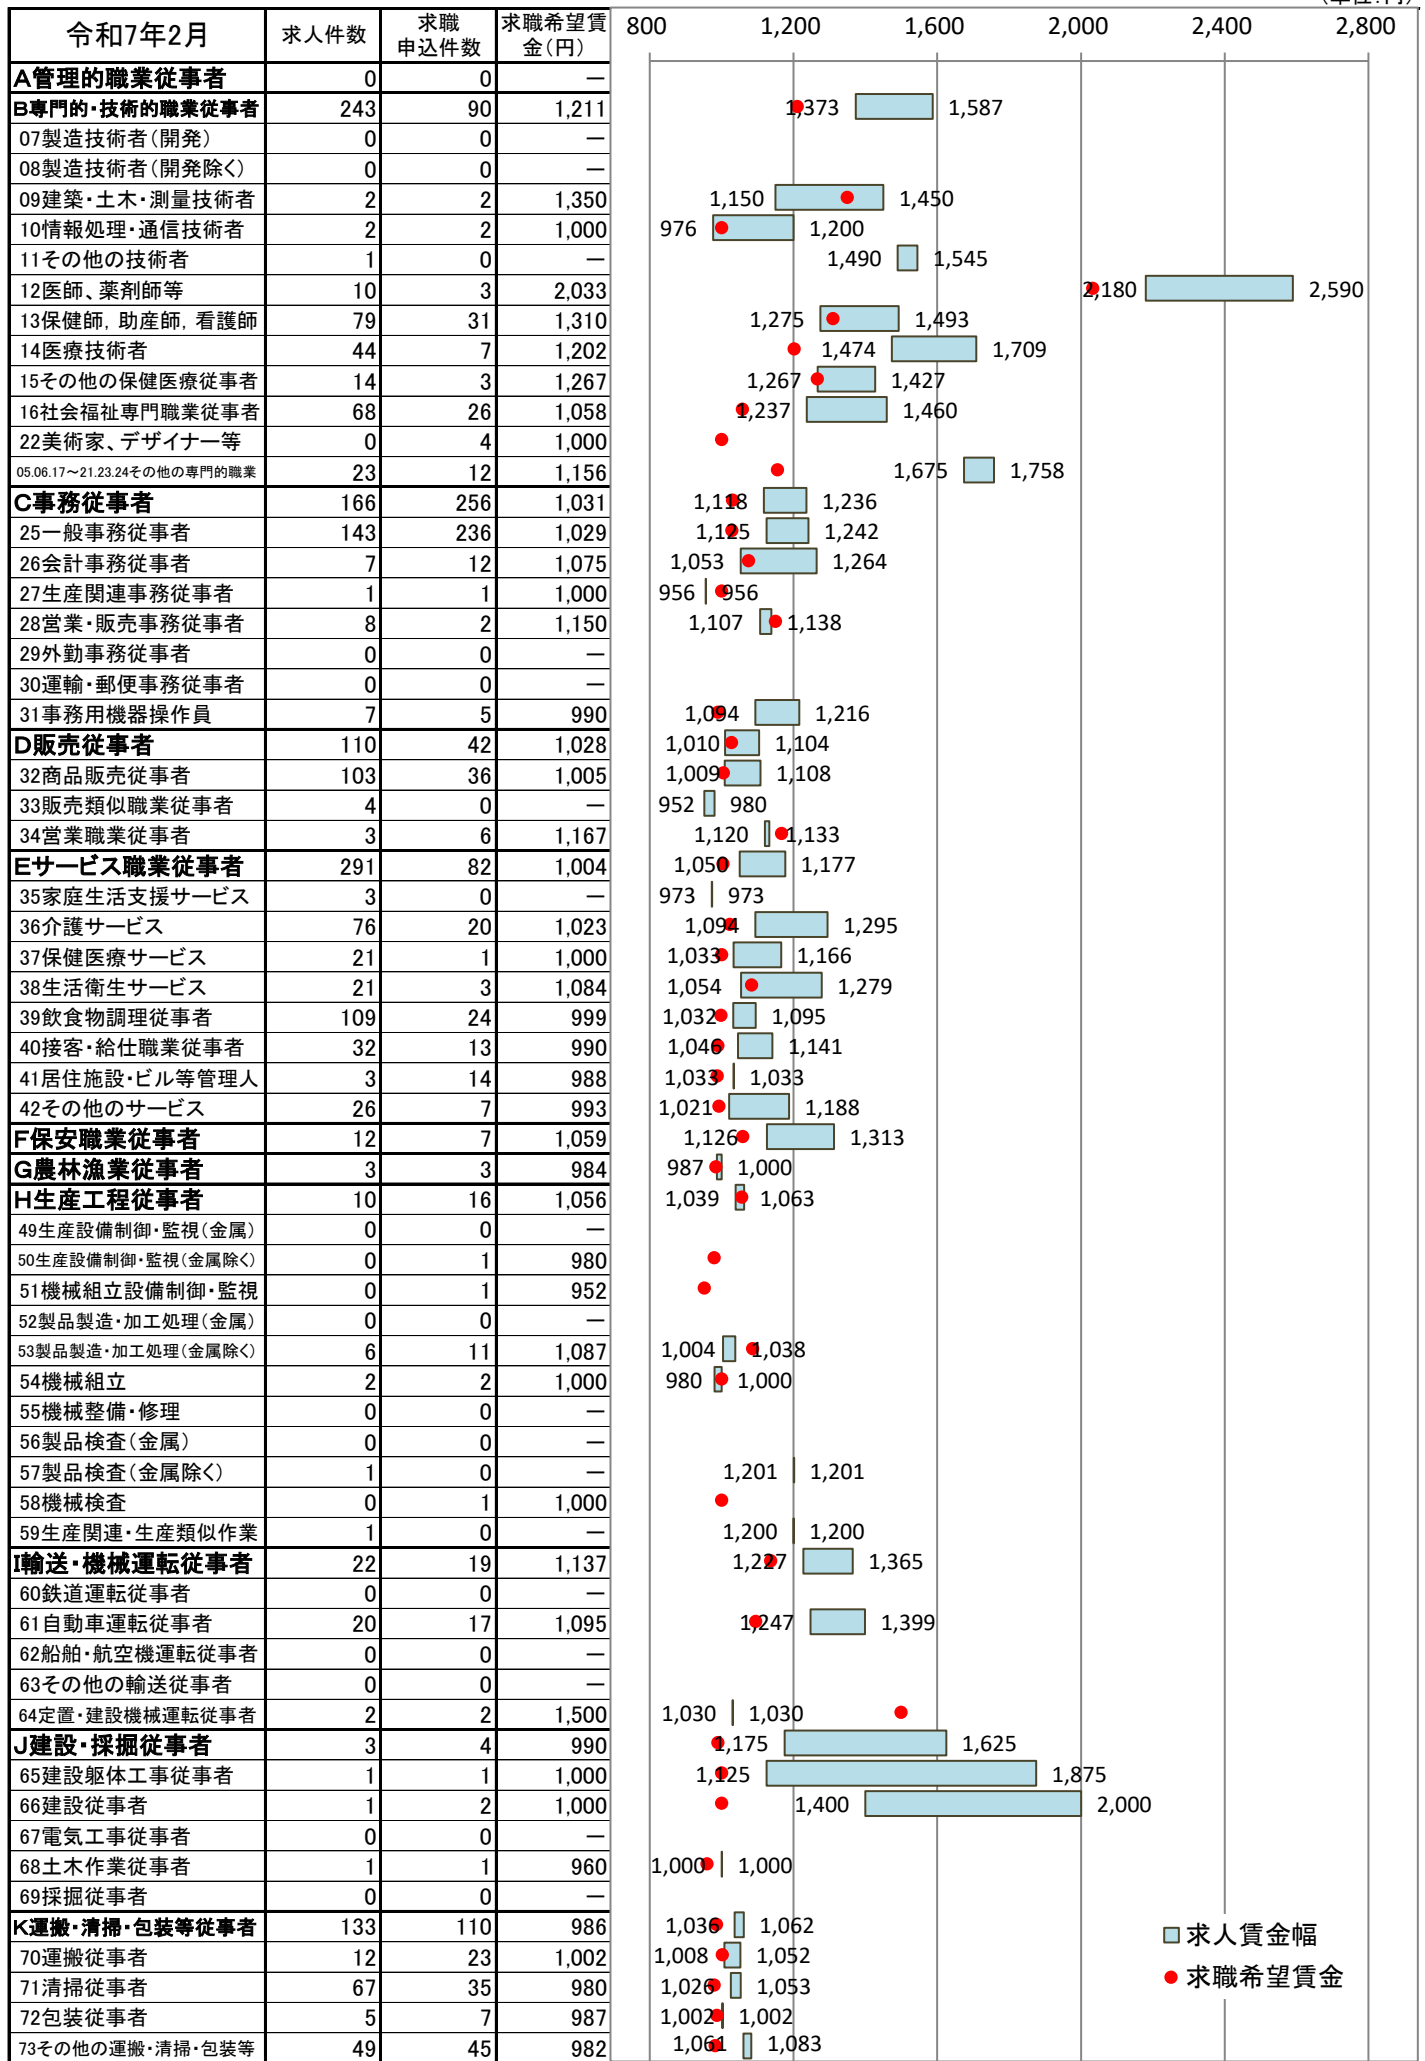 (単位:円)
令和7年2月 求人件数 求職申込件数 求職希望賃金(円) 800 1,200 1,600 2,000 2,400 2,800
A管理的職業従事者 0 0 ―
B専門的・技術的職業従事者 243 90 1,211 1,373 1,587
07製造技術者(開発) 0 0 ―
08製造技術者(開発除く) 0 0 ―
09建築・土木・測量技術者 2 2 1,350 1,150 1,450
10情報処理・通信技術者 2 2 1,000 976 1,200
11その他の技術者 1 0 ― 1,490 1,545
12医師、薬剤師等 10 3 2,033 2,180 2,590
13保健師,助産師,看護師 79 31 1,310 1,275 1,493
14医療技術者 44 7 1,202 1,474 1,709
15その他の保健医療従事者 14 3 1,267 1,267 1,427
16社会福祉専門職業従事者 68 26 1,058 1,237 1,460
22美術家、デザイナー等 0 4 1,000
05.06.17~21.23.24その他の専門的職業 23 12 1,156 1,675 1,758
C事務従事者 166 256 1,031 1,118 1,236
25一般事務従事者 143 236 1,029 1,125 1,242
26会計事務従事者 7 12 1,075 1,053 1,264
27生産関連事務従事者 1 1 1,000 956 956
28営業・販売事務従事者 8 2 1,150 1,107 1,138
29外勤事務従事者 0 0 ―
30運輸・郵便事務従事者 0 0 ―
31事務用機器操作員 7 5 990 1,094 1,216
D販売従事者 110 42 1,028 1,010 1,104
32商品販売従事者 103 36 1,005 1,009 1,108
33販売類似職業従事者 4 0 ― 952 980
34営業職業従事者 3 6 1,167 1,120 1,133
Eサービス職業従事者 291 82 1,004 1,050 1,177
35家庭生活支援サービス 3 0 ― 973 973
36介護サービス 76 20 1,023 1,094 1,295
37保健医療サービス 21 1 1,000 1,033 1,166
38生活衛生サービス 21 3 1,084 1,054 1,279
39飲食物調理従事者 109 24 999 1,032 1,095
40接客・給仕職業従事者 32 13 990 1,046 1,141
41居住施設・ビル等管理人 3 14 988 1,033 1,033
42その他のサービス 26 7 993 1,021 1,188
F保安職業従事者 12 7 1,059 1,126 1,313
G農林漁業従事者 3 3 984 987 1,000
H生産工程従事者 10 16 1,056 1,039 1,063
49生産設備制御・監視(金属) 0 0 ―
50生産設備制御・監視(金属除く) 0 1 980
51機械組立設備制御・監視 0 1 952
52製品製造・加工処理(金属) 0 0 ―
53製品製造・加工処理(金属除く) 6 11 1,087 1,004 1,038
54機械組立 2 2 1,000 980 1,000
55機械整備・修理 0 0 ―
56製品検査(金属) 0 0 ―
57製品検査(金属除く) 1 0 ― 1,201 1,201
58機械検査 0 1 1,000
59生産関連・生産類似作業 1 0 ― 1,200 1,200
I輸送・機械運転従事者 22 19 1,137 1,227 1,365
60鉄道運転従事者 0 0 ―
61自動車運転従事者 20 17 1,095 1,247 1,399
62船舶・航空機運転従事者 0 0 ―
63その他の輸送従事者 0 0 ―
64定置・建設機械運転従事者 2 2 1,500 1,030 1,030
J建設・採掘従事者 3 4 990 1,175 1,625
65建設躯体工事従事者 1 1 1,000 1,125 1,875
66建設従事者 1 2 1,000 1,400 2,000
67電気工事従事者 0 0 ―
68土木作業従事者 1 1 960 1,000 1,000
69採掘従事者 0 0 ―
K運搬・清掃・包装等従事者 133 110 986 1,036 1,062 求人賃金幅
70運搬従事者 12 23 1,002 1,008 1,052
71清掃従事者 67 35 980 1,026 1,053 求職希望賃金
72包装従事者 5 7 987 1,002 1,002
73その他の運搬・清掃・包装等 49 45 982 1,061 1,083